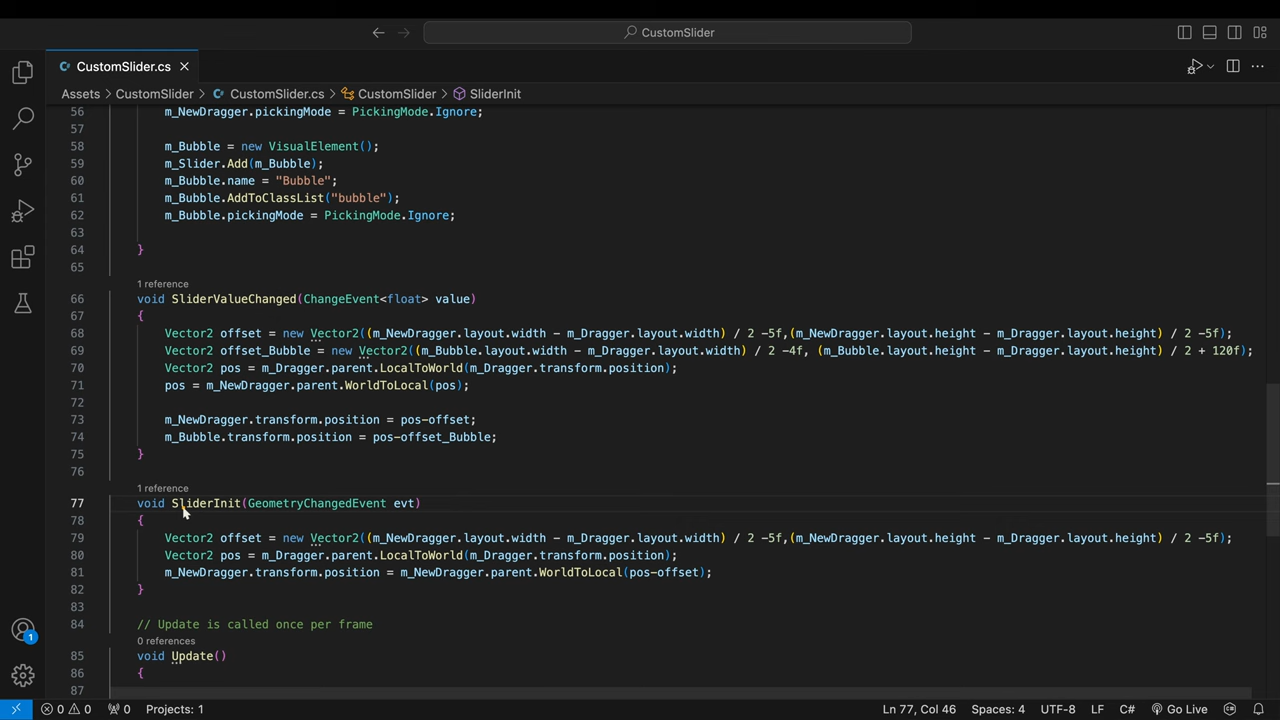 CustomSlider
CustomSlider.cs
Assets > CustomSlider > CustomSlider.cs > CustomSlider > SliderInit
56 m_NewDragger.pickingMode = PickingMode.Ignore;
57
58 m_Bubble = new VisualElement();
59 m_Slider.Add(m_Bubble);
60 m_Bubble.name = "Bubble";
61 m_Bubble.AddToClassList("bubble");
62 m_Bubble.pickingMode = PickingMode.Ignore;
63
64 }
65
1 reference
66 void SliderValueChanged(ChangeEvent<float> value)
67 {
68 Vector2 offset = new Vector2((m_NewDragger.layout.width - m_Dragger.layout.width) / 2 -5f,(m_NewDragger.layout.height - m_Dragger.layout.height) / 2 -5f);
69 Vector2 offset_Bubble = new Vector2((m_Bubble.layout.width - m_Dragger.layout.width) / 2 -4f, (m_Bubble.layout.height - m_Dragger.layout.height) / 2 + 120f);
70 Vector2 pos = m_Dragger.parent.LocalToWorld(m_Dragger.transform.position);
71 pos = m_NewDragger.parent.WorldToLocal(pos);
72
73 m_NewDragger.transform.position = pos-offset;
74 m_Bubble.transform.position = pos-offset_Bubble;
75 }
76
1 reference
77 void SliderInit(GeometryChangedEvent evt)
78 {
79 Vector2 offset = new Vector2((m_NewDragger.layout.width - m_Dragger.layout.width) / 2 -5f,(m_NewDragger.layout.height - m_Dragger.layout.height) / 2 -5f);
80 Vector2 pos = m_Dragger.parent.LocalToWorld(m_Dragger.transform.position);
81 m_NewDragger.transform.position = m_NewDragger.parent.WorldToLocal(pos-offset);
82 }
83
84 // Update is called once per frame
0 references
85 void Update()
86 {
87
1
0 0 0 Projects: 1 Ln 77, Col 46 Spaces: 4 UTF-8 LF C# Go Live